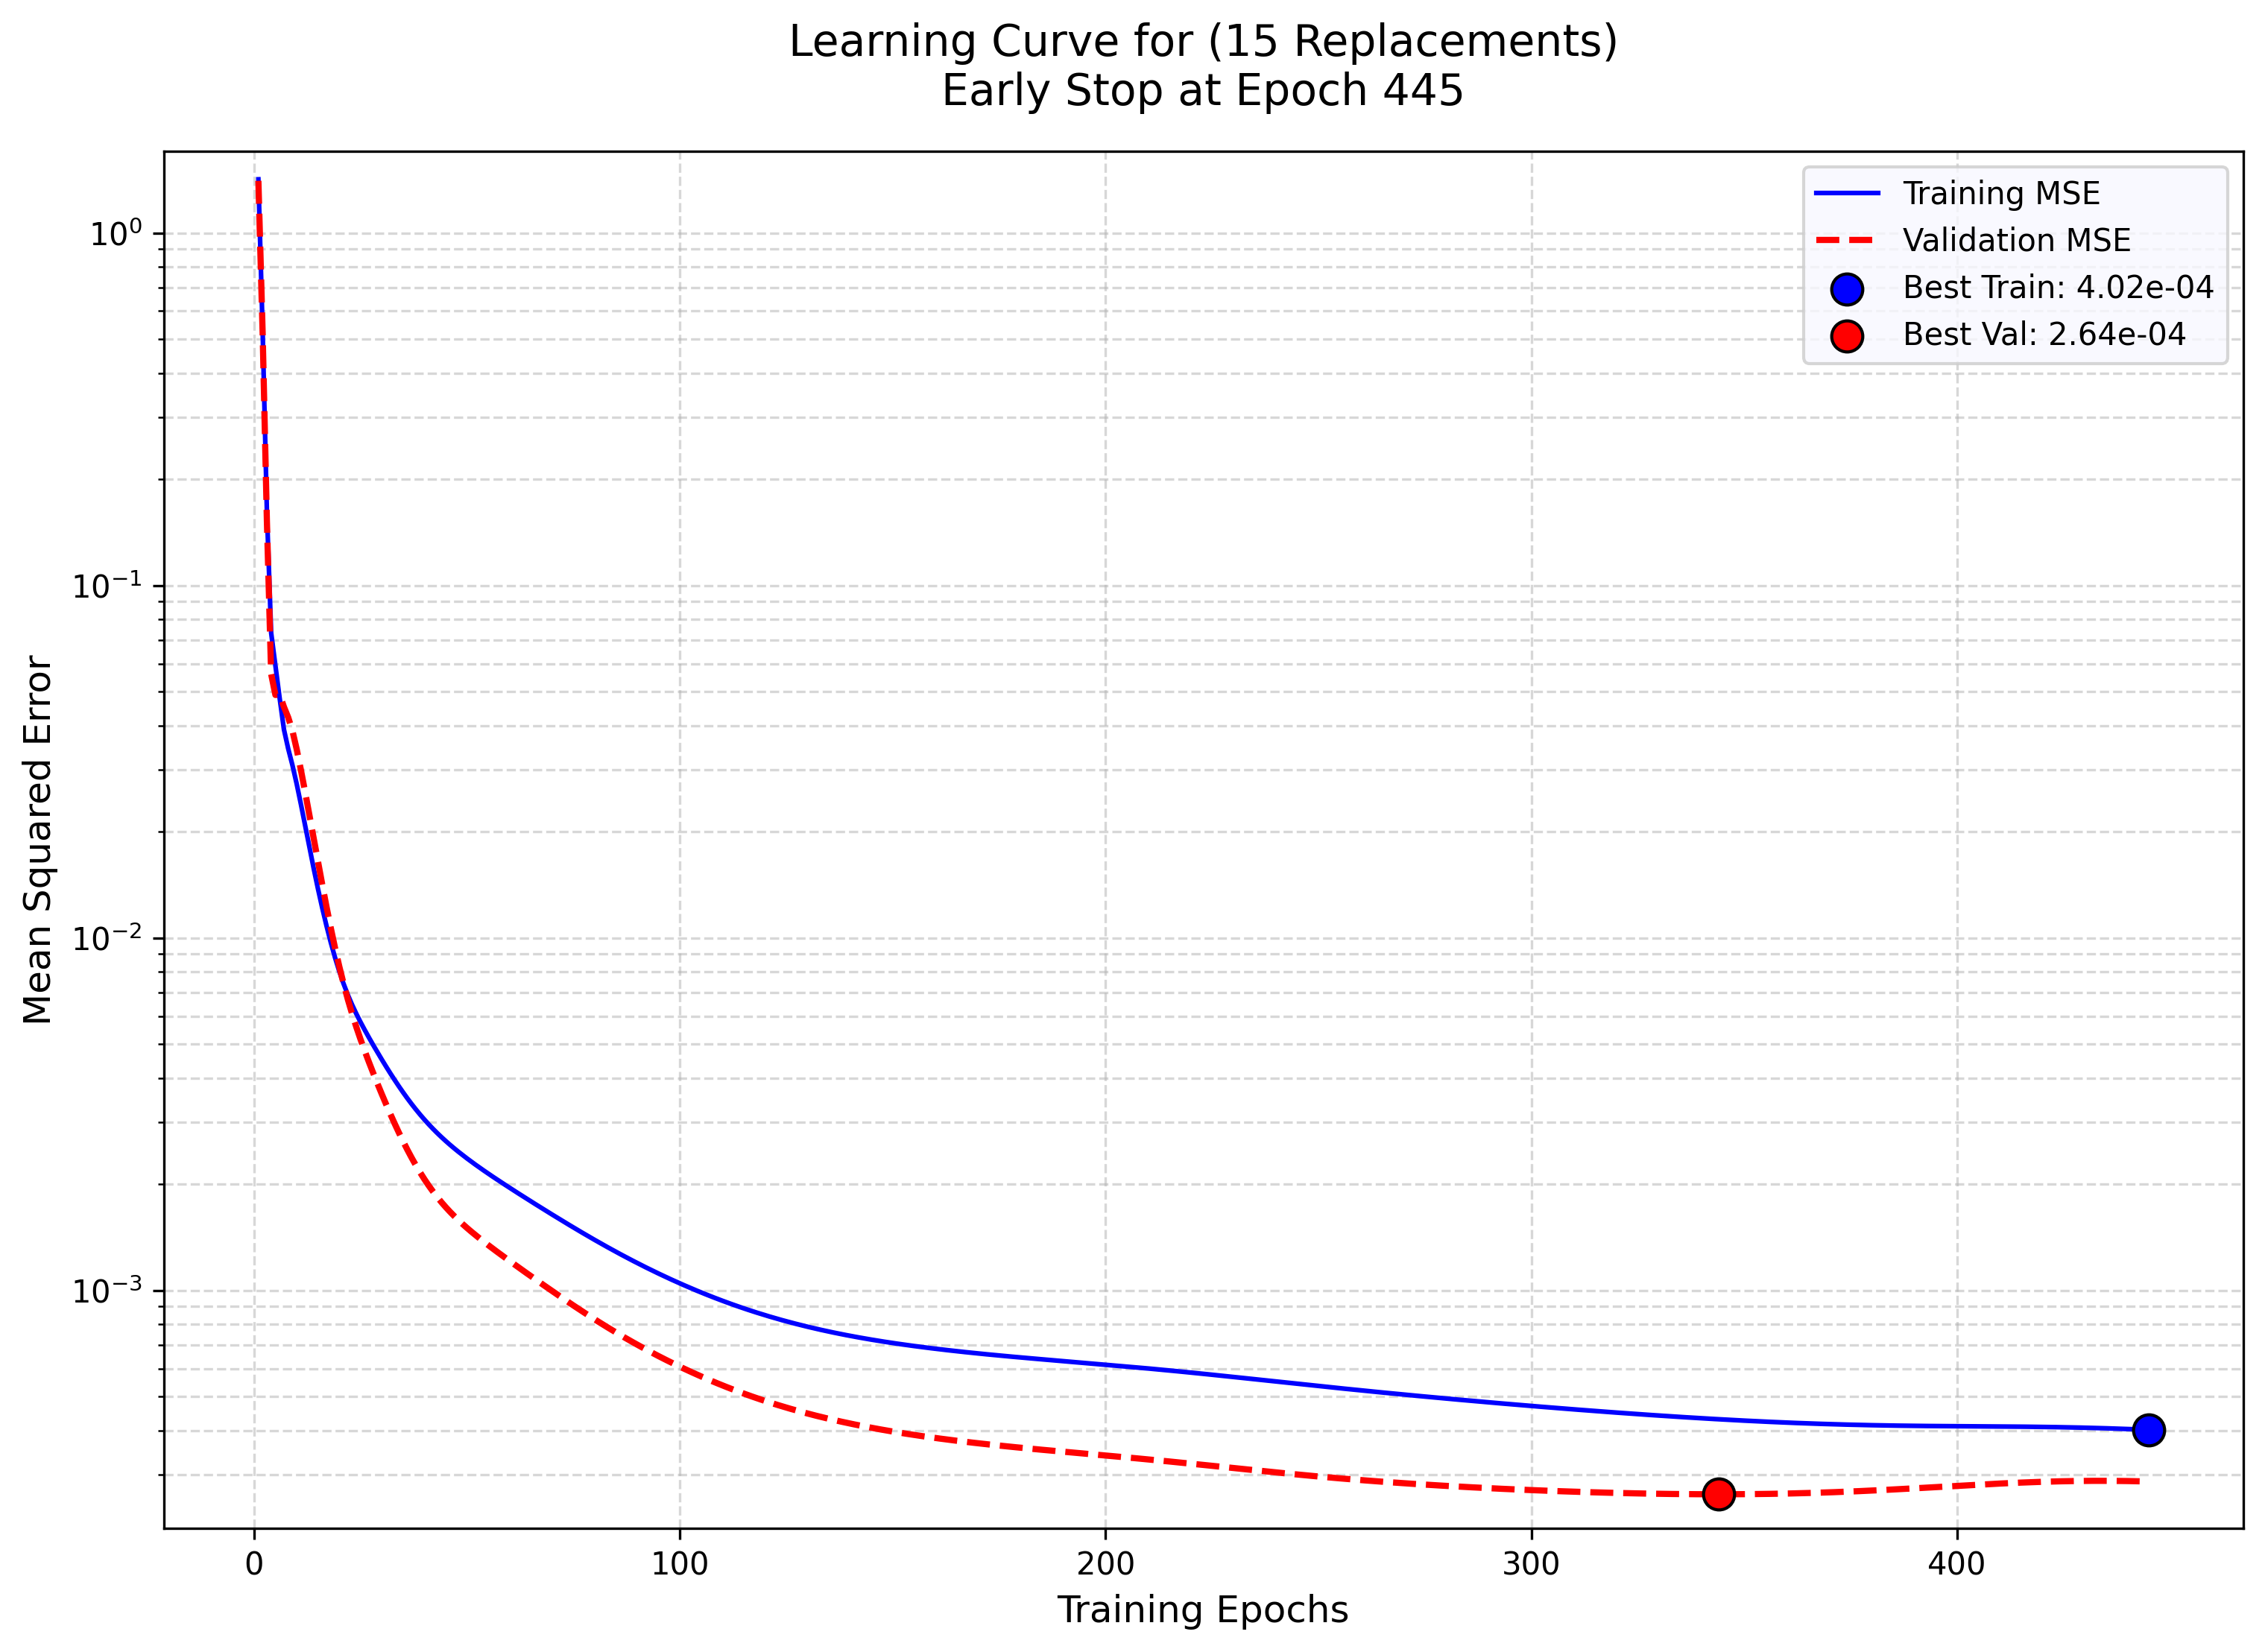 Learning Curve for (15 Replacements)
Early Stop at Epoch 445
Training MSE
Validation MSE
Best Train: 4.02e-04
Best Val: 2.64e-04
Mean Squared Error
10⁰
10⁻¹
10⁻²
10⁻³
0 100 200 300 400
Training Epochs